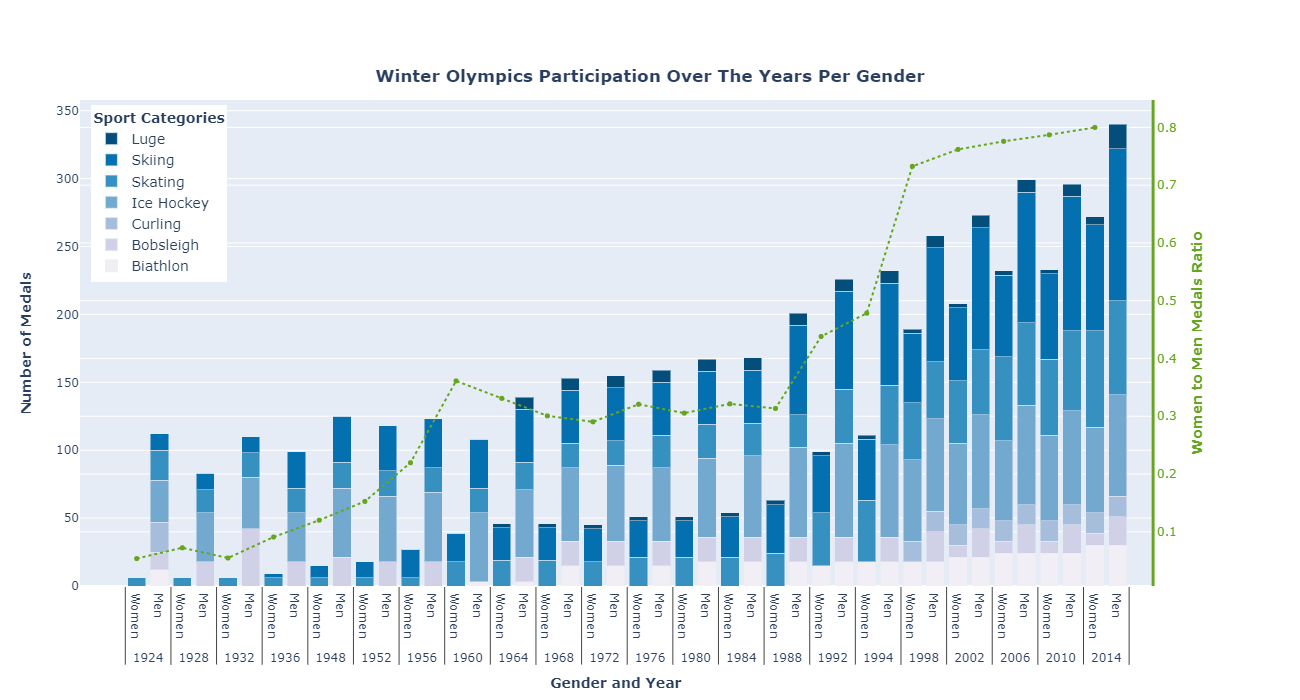 Winter Olympics Participation Over The Years Per Gender
Sport Categories
Luge
Skiing
Skating
Ice Hockey
Curling
Bobsleigh
Biathlon
Number of Medals
350
300
250
200
150
100
50
0
0.8
0.7
0.6
0.5
0.4
0.3
0.2
0.1
Women to Men Medals Ratio
Women Men Women Men Women Men Women Men Women Men Women Men Women Men Women Men Women Men Women Men Women Men Women Men Women Men Women Men Women Men Women Men Women Men Women Men Women Men Women Men Women Men Women Men
1924 1928 1932 1936 1948 1952 1956 1960 1964 1968 1972 1976 1980 1984 1988 1992 1994 1998 2002 2006 2010 2014
Gender and Year